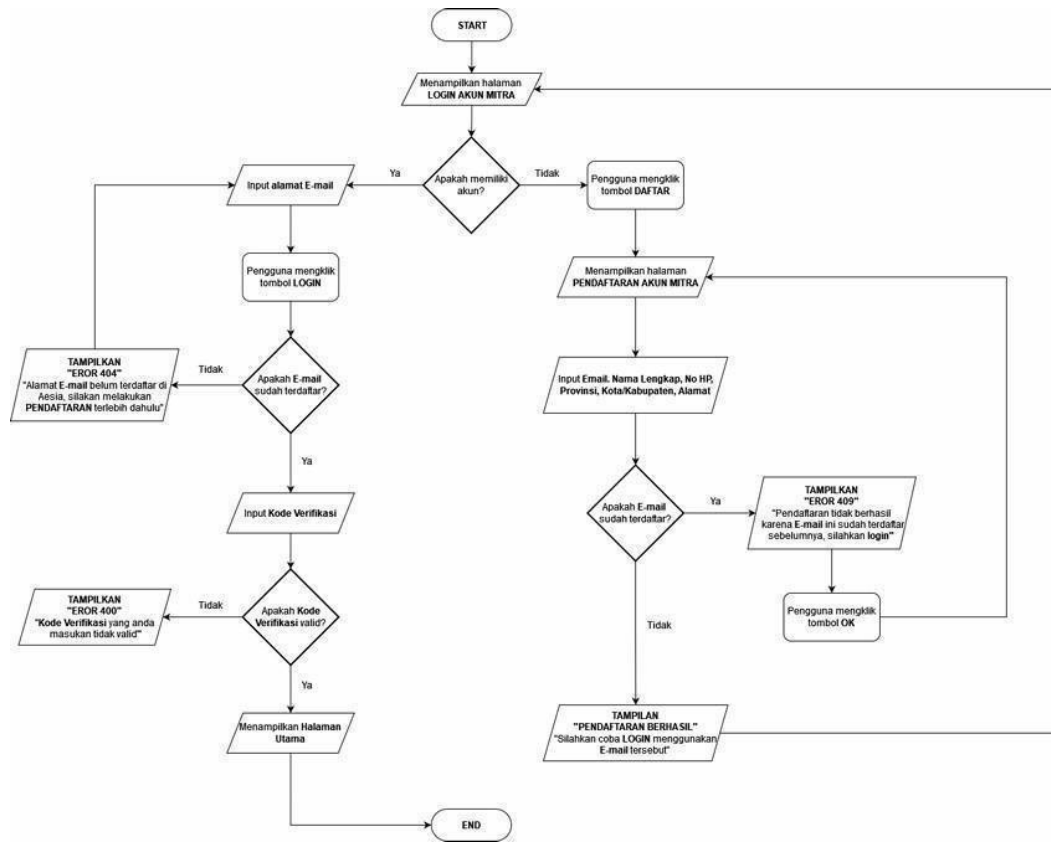 START
Menampilkan halaman
LOGIN AKUN MITRA
Apakah memiliki
akun?
Ya
Tidak
Input alamat E-mail
Pengguna mengklik
tombol DAFTAR
Pengguna mengklik
tombol LOGIN
Menampilkan halaman
PENDAFTARAN AKUN MITRA
TAMPILKAN
"EROR 404"
"Alamat E-mail belum terdaftar di
Aesia, silakan melakukan
PENDAFTARAN terlebih dahulu"
Tidak
Apakah E-mail
sudah terdaftar?
Input Email. Nama Lengkap, No HP,
Provinsi, Kota/Kabupaten, Alamat
Ya
Input Kode Verifikasi
Apakah E-mail
sudah terdaftar?
Ya
TAMPILKAN
"EROR 409"
"Pendaftaran tidak berhasil
karena E-mail ini sudah terdaftar
sebelumnya, silahkan login"
TAMPILKAN
"EROR 400"
"Kode Verifikasi yang anda
masukan tidak valid"
Tidak
Apakah Kode
Verifikasi valid?
Pengguna mengklik
tombol OK
Tidak
Ya
Menampilkan Halaman
Utama
TAMPILAN
"PENDAFTARAN BERHASIL"
"Silahkan coba LOGIN menggunakan
E-mail tersebut"
END